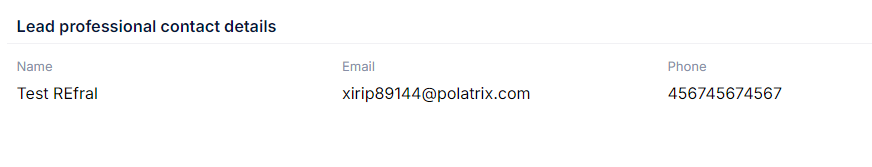 Lead professional contact details
Name Email Phone
Test REfral xirip89144@polatrix.com 456745674567